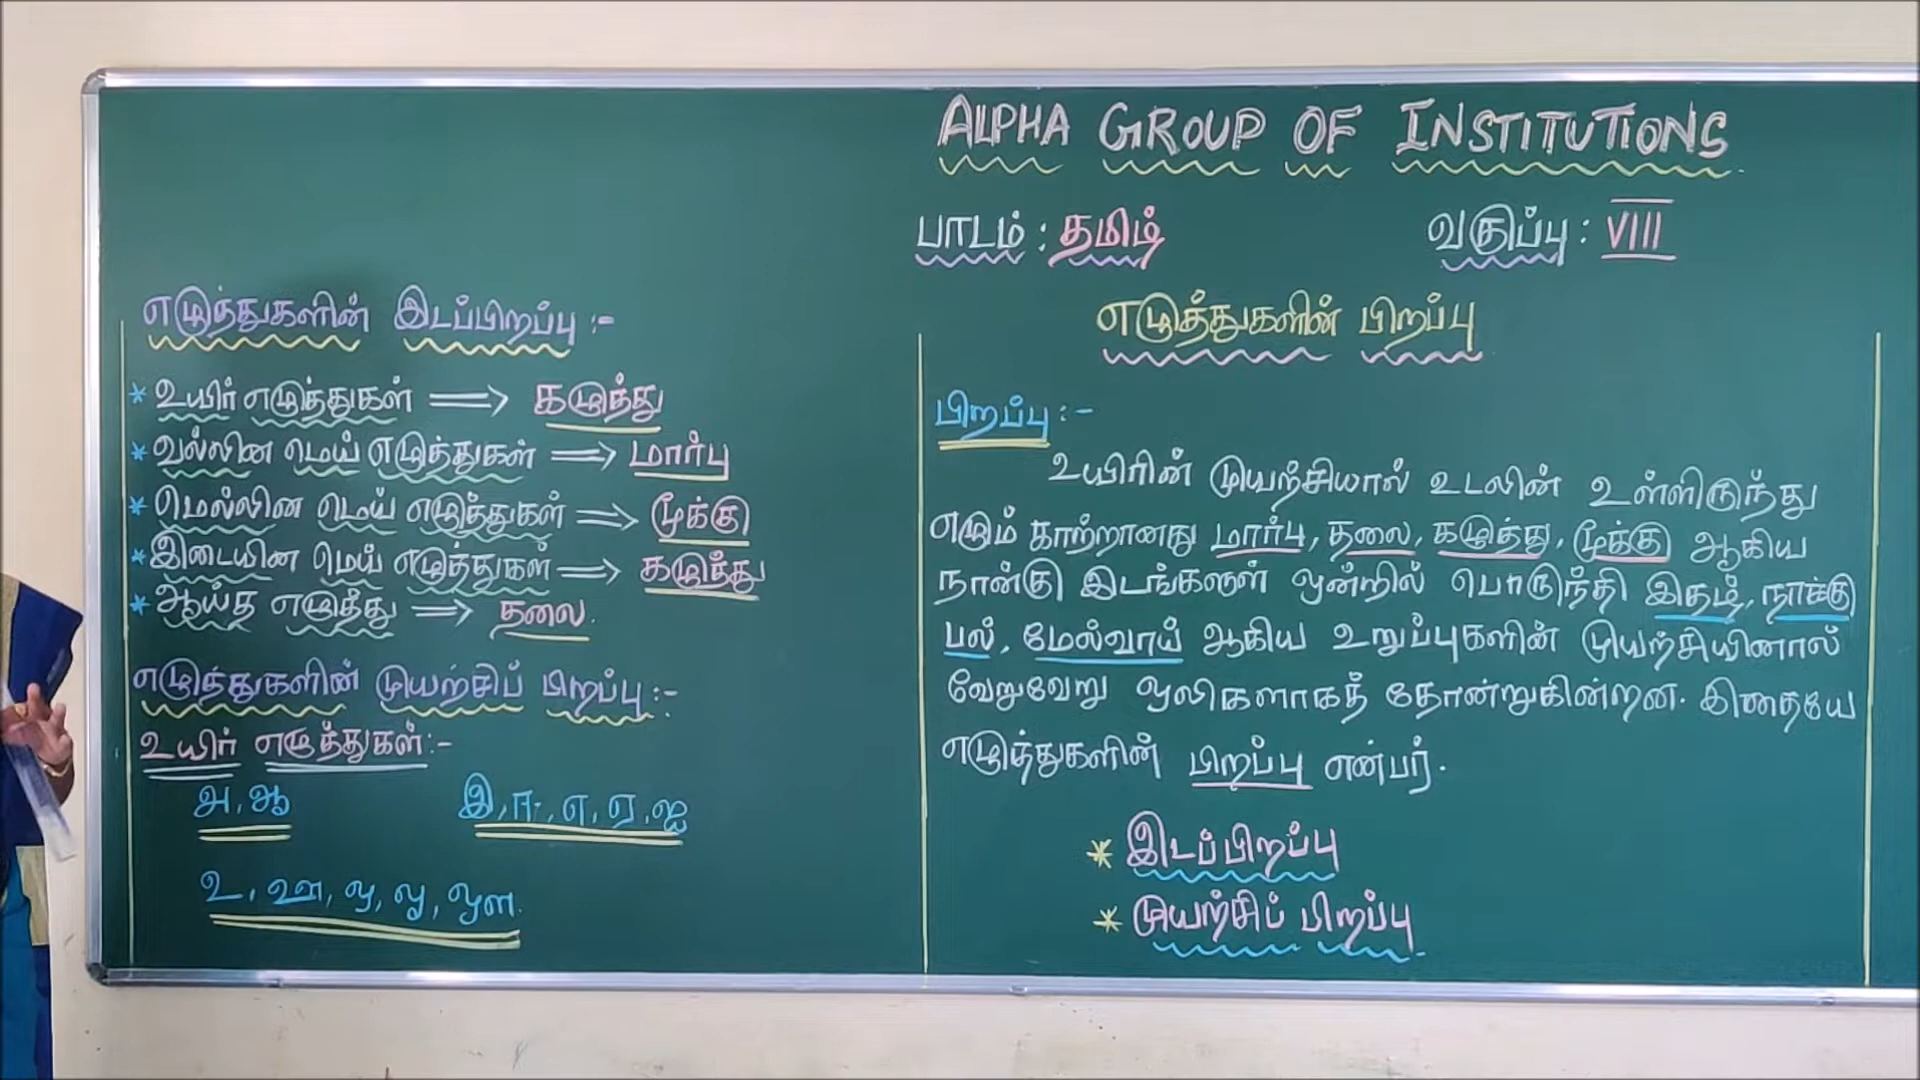 ALPHA GROUP OF INSTITUTIONS
பாடம் : தமிழ்
வகுப்பு : VIII
எழுத்துகளின் பிறப்பு
பிறப்பு :-
உயிரின் முயற்சியால் உடலின் உள்ளிருந்து
எழும் காற்றானது மார்பு, தலை, கழுத்து, மூக்கு ஆகிய
நான்கு இடங்களுள் ஒன்றில் பொருந்தி இதழ், நாக்கு
பல், மேல்வாய் ஆகிய உறுப்புகளின் முயற்சியினால்
வேறுவேறு ஒலிகளாகத் தோன்றுகின்றன. இதையே
எழுத்துகளின் பிறப்பு என்பர்.
* இடப்பிறப்பு
* முயற்சிப் பிறப்பு
எழுத்துகளின் இடப்பிறப்பு :-
* உயிர் எழுத்துகள் ⟹ கழுத்து
* வல்லின மெய் எழுத்துகள் ⟹ மார்பு
* மெல்லின மெய் எழுத்துகள் ⟹ மூக்கு
* இடையின மெய் எழுத்துகள் ⟹ கழுத்து
* ஆய்த எழுத்து ⟹ தலை.
எழுத்துகளின் முயற்சிப் பிறப்பு :-
உயிர் எழுத்துகள் :-
அ, ஆ
இ, ஈ, எ, ஏ, ஐ
உ, ஊ, ஒ, ஓ, ஔ.